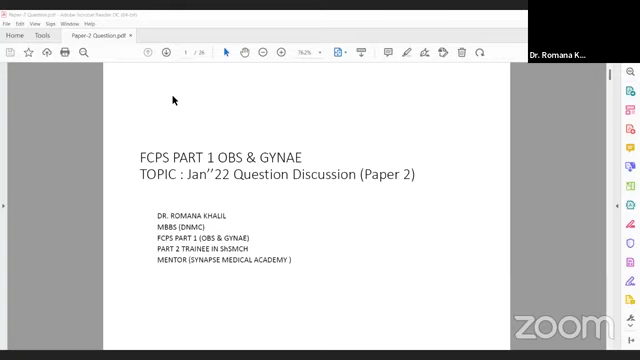 Paper-2 Question.pdf - Adobe Acrobat Reader DC (64-bit)
File Edit View Sign Window Help
Home Tools Paper-2 Question.pdf ×
1 / 26 76.2%
Dr. Romana K...
FCPS PART 1 OBS & GYNAE
TOPIC : Jan’’22 Question Discussion (Paper 2)
DR. ROMANA KHALIL
MBBS (DNMC)
FCPS PART 1 (OBS & GYNAE)
PART 2 TRAINEE IN ShSMCH
MENTOR (SYNAPSE MEDICAL ACADEMY )
zoom